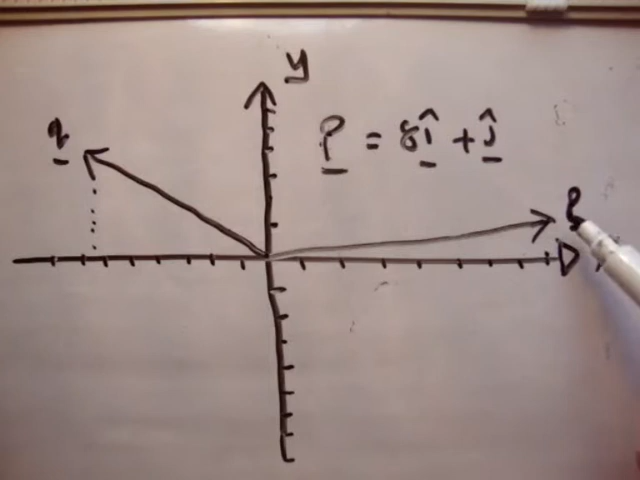 y
q
p = 8î + ĵ
p